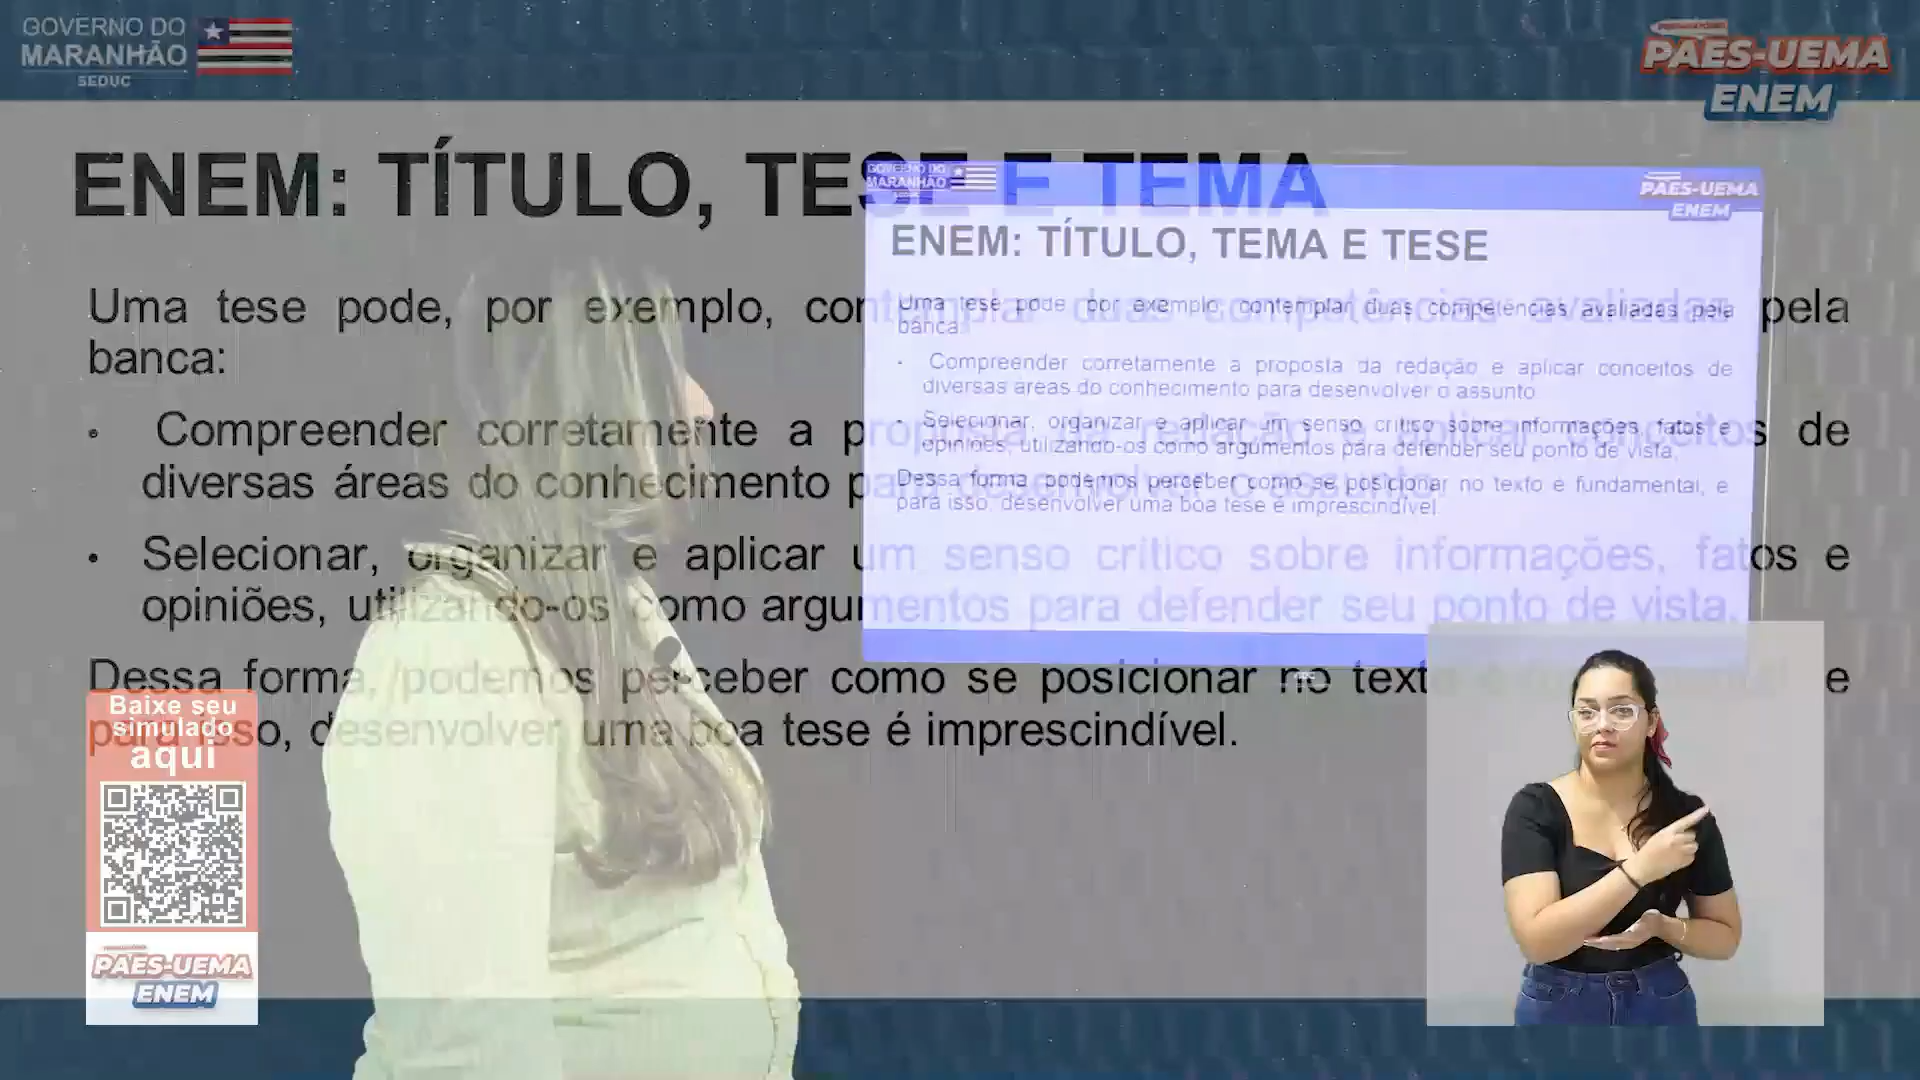 GOVERNO DO
MARANHÃO
SEDUC
PAES-UEMA
ENEM
ENEM: TÍTULO, TESE E TEMA
Uma tese pode, por exemplo, contemplar duas competências avaliadas pela
banca:
• Compreender corretamente a proposta da redação e aplicar conceitos de
diversas áreas do conhecimento para desenvolver o assunto.
• Selecionar, organizar e aplicar um senso crítico sobre informações, fatos e
opiniões, utilizando-os como argumentos para defender seu ponto de vista.
Dessa forma, podemos perceber como se posicionar no texto é fundamental, e
para isso, desenvolver uma boa tese é imprescindível.
GOVERNO DO
MARANHÃO
PAES-UEMA
ENEM
ENEM: TÍTULO, TEMA E TESE
Uma tese pode, por exemplo, contemplar duas competências avaliadas pela
banca:
- Compreender corretamente a proposta da redação e aplicar conceitos de
diversas áreas do conhecimento para desenvolver o assunto.
- Selecionar, organizar e aplicar um senso crítico sobre informações, fatos e
opiniões, utilizando-os como argumentos para defender seu ponto de vista.
Dessa forma podemos perceber como se posicionar no texto é fundamental, e
para isso, desenvolver uma boa tese é imprescindível.
Baixe seu
simulado
aqui
PAES-UEMA
ENEM